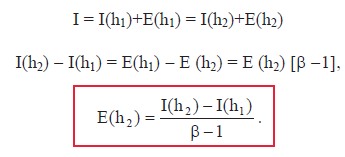 I = I(h₁)+E(h₁) = I(h₂)+E(h₂)
I(h₂) – I(h₁) = E(h₁) – E (h₂) = E (h₂) [β –1],
E(h₂) = (I(h₂) – I(h₁)) / (β – 1) .